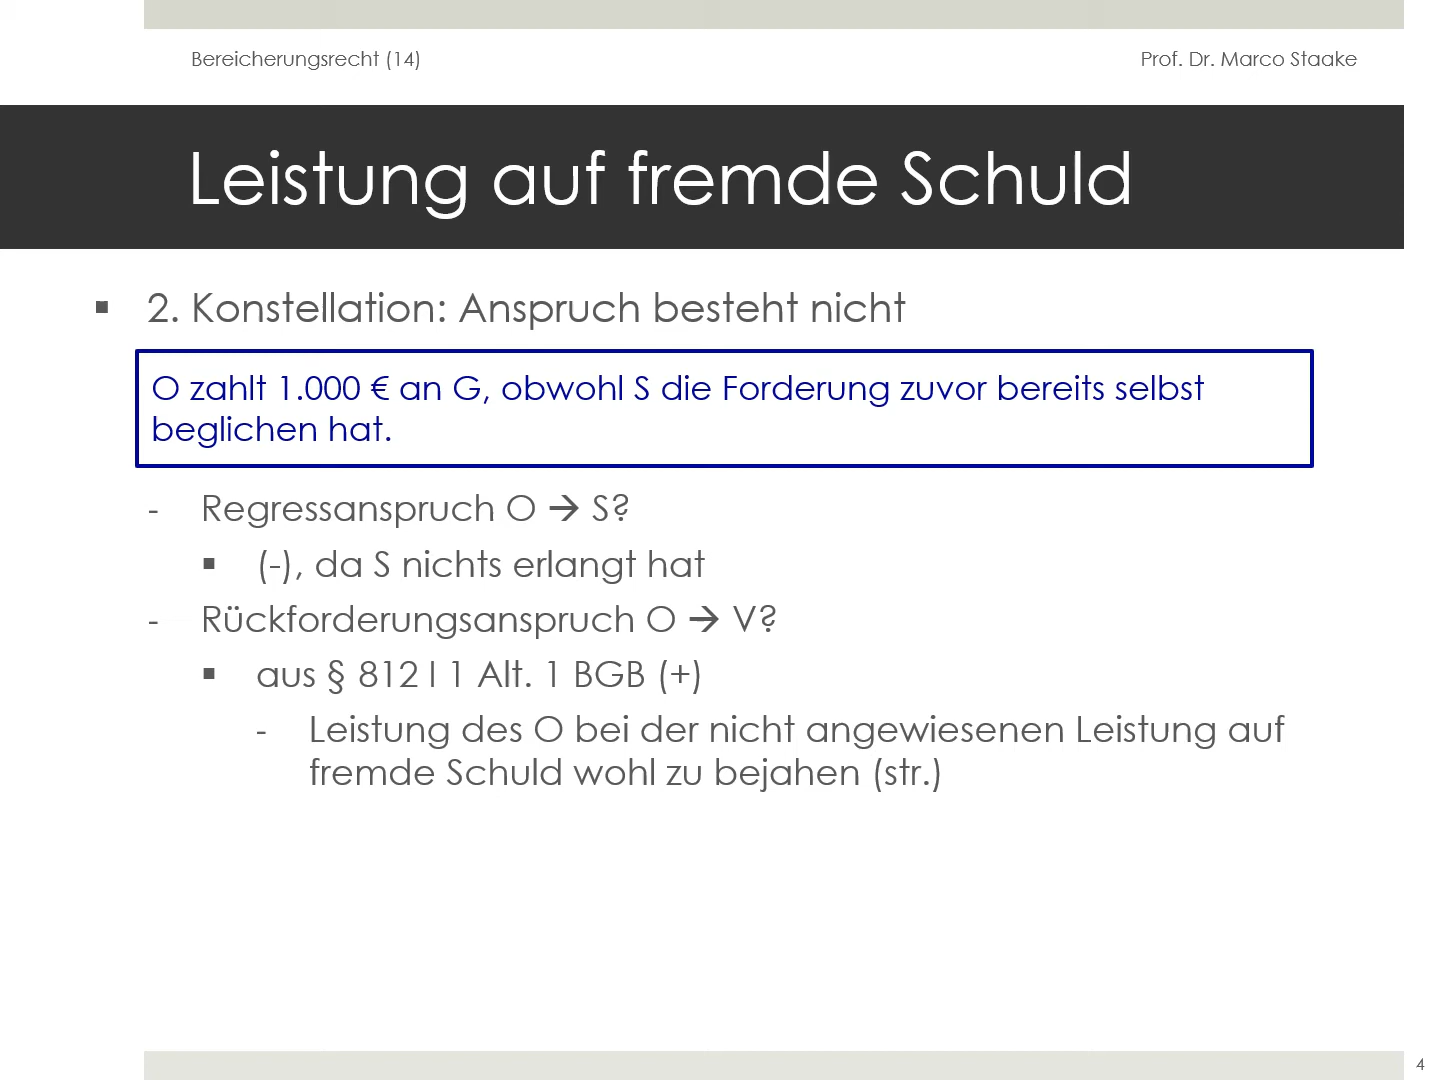 Bereicherungsrecht (14)
Prof. Dr. Marco Staake
Leistung auf fremde Schuld
▪ 2. Konstellation: Anspruch besteht nicht
O zahlt 1.000 € an G, obwohl S die Forderung zuvor bereits selbst
beglichen hat.
- Regressanspruch O → S?
▪ (-), da S nichts erlangt hat
- Rückforderungsanspruch O → V?
▪ aus § 812 I 1 Alt. 1 BGB (+)
- Leistung des O bei der nicht angewiesenen Leistung auf
fremde Schuld wohl zu bejahen (str.)
4